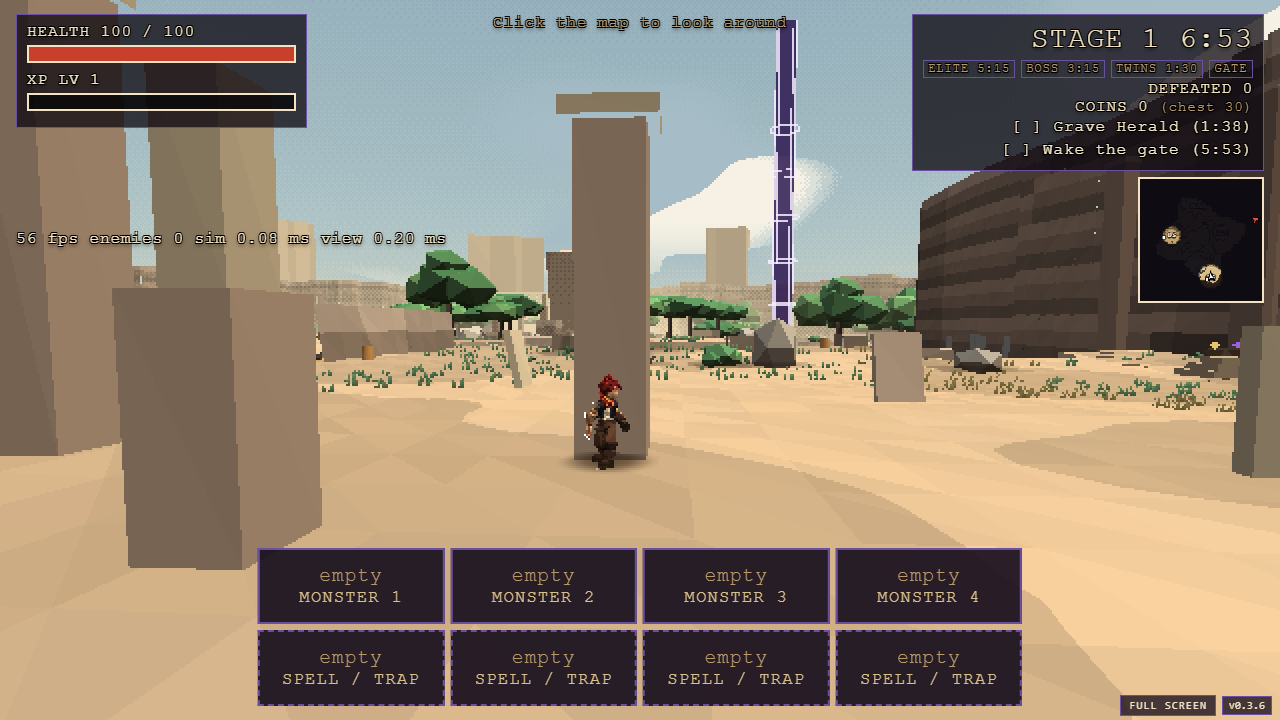 HEALTH 100 / 100
XP LV 1
Click the map to look around
STAGE 1 6:53
ELITE 5:15 BOSS 3:15 TWINS 1:30 GATE
DEFEATED 0
COINS 0 (chest 30)
[ ] Grave Herald (1:38)
[ ] Wake the gate (5:53)
56 fps enemies 0 sim 0.08 ms view 0.20 ms
empty empty empty empty
MONSTER 1 MONSTER 2 MONSTER 3 MONSTER 4
empty empty empty empty
SPELL / TRAP SPELL / TRAP SPELL / TRAP SPELL / TRAP
FULL SCREEN v0.3.6